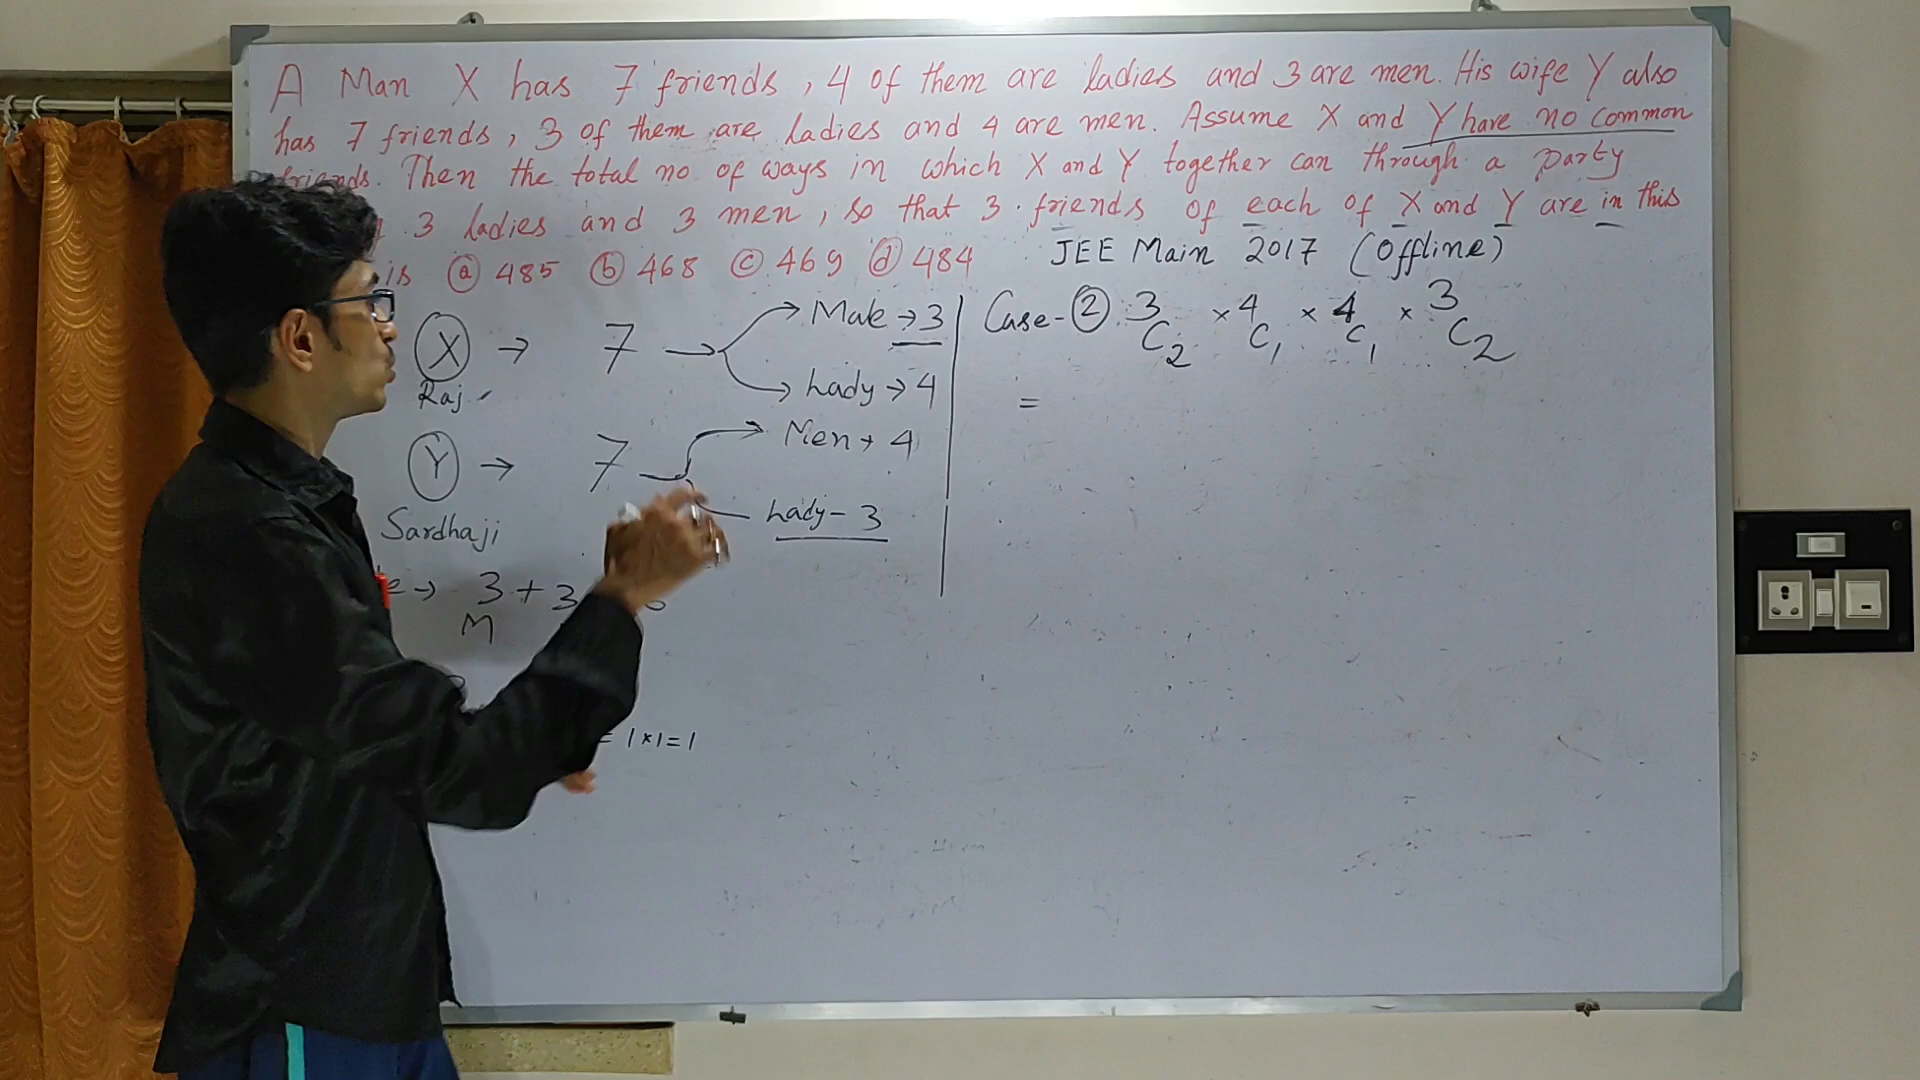 A Man X has 7 friends, 4 of them are ladies and 3 are men. His wife Y also
has 7 friends, 3 of them are ladies and 4 are men. Assume X and Y have no common
friends. Then the total no of ways in which X and Y together can through a party
3 ladies and 3 men, so that 3 friends of each of X and Y are in this
is (a) 485 (b) 468 (c) 469 (d) 484 JEE Main 2017 (Offline)
X → 7 → Male → 3
Lady → 4
Raj
Y → 7 Men → 4
Lady - 3
Sardhaji
→ 3 + 3
M
= 1 × 1 = 1
Case - 2 3C2 × 4C1 × 4C1 × 3C2
=